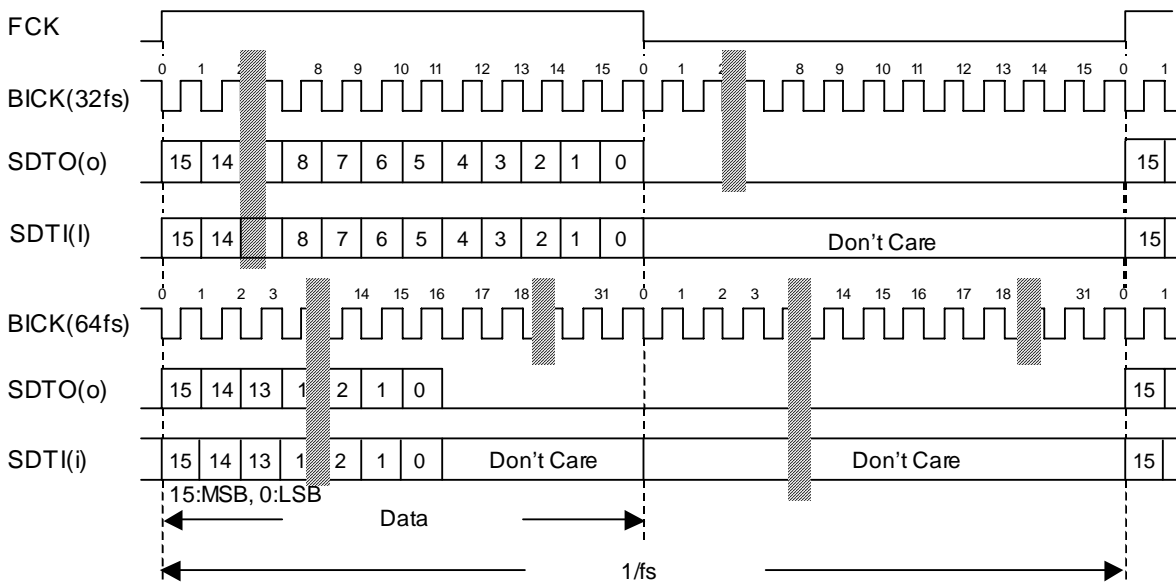 FCK
0 1 2 8 9 10 11 12 13 14 15 0 1 2 8 9 10 11 12 13 14 15 0 1
BICK(32fs)
SDTO(o) 15 14 8 7 6 5 4 3 2 1 0 15
SDTI(I) 15 14 8 7 6 5 4 3 2 1 0 Don't Care 15
0 1 2 3 14 15 16 17 18 31 0 1 2 3 14 15 16 17 18 31 0 1
BICK(64fs)
SDTO(o) 15 14 13 1 2 1 0 15
SDTI(i) 15 14 13 1 2 1 0 Don't Care Don't Care 15
15:MSB, 0:LSB
Data
1/fs